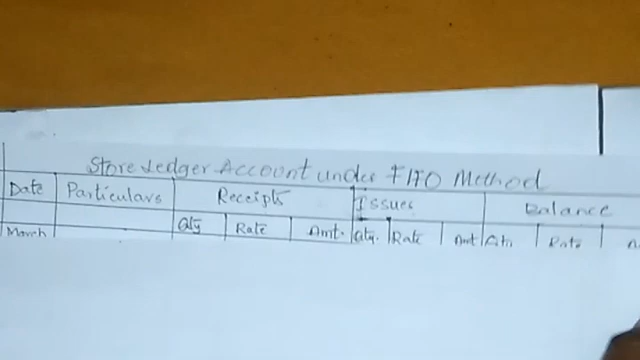 Store Ledger Account under FIFO Method
Date Particulars Receipts Issues Balance
Qty Rate Amt. Qty. Rate Amt Qty Rate
March